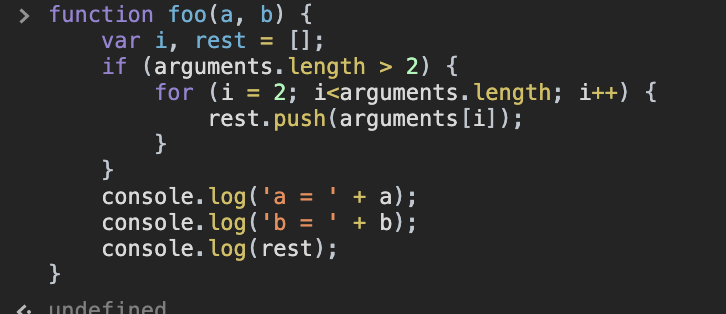 > function foo(a, b) {
    var i, rest = [];
    if (arguments.length > 2) {
        for (i = 2; i<arguments.length; i++) {
            rest.push(arguments[i]);
        }
    }
    console.log('a = ' + a);
    console.log('b = ' + b);
    console.log(rest);
}
undefined